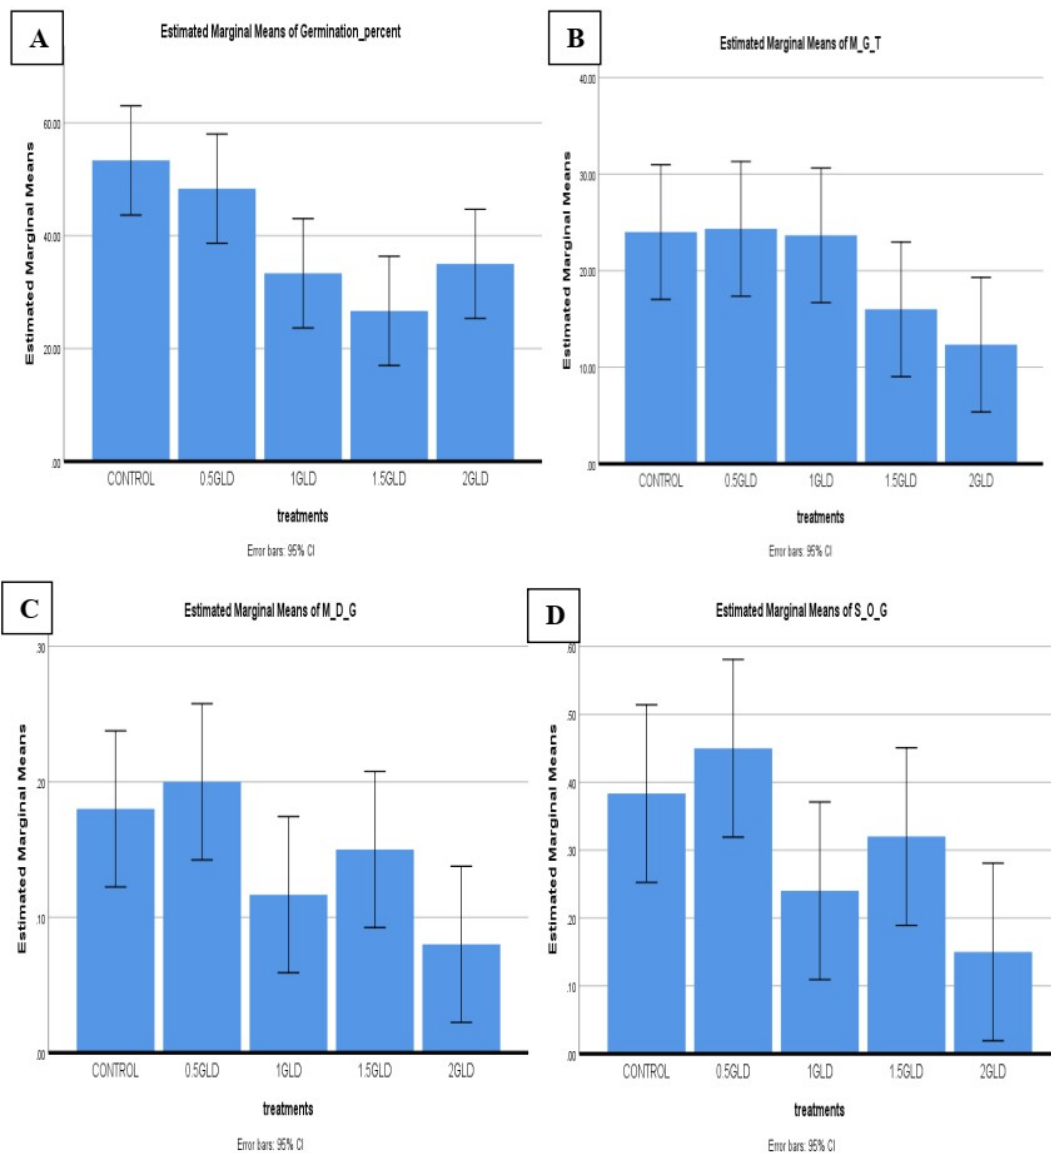 A
Estimated Marginal Means of Germination_percent
Estimated Marginal Means
60.00
40.00
20.00
.00
CONTROL 0.5GLD 1GLD 1.5GLD 2GLD
treatments
Error bars: 95% CI
B
Estimated Marginal Means of M_G_T
Estimated Marginal Means
40.00
30.00
20.00
10.00
.00
CONTROL 0.5GLD 1GLD 1.5GLD 2GLD
treatments
Error bars: 95% CI
C
Estimated Marginal Means of M_D_G
Estimated Marginal Means
.30
.20
.10
.00
CONTROL 0.5GLD 1GLD 1.5GLD 2GLD
treatments
Error bars: 95% CI
D
Estimated Marginal Means of S_O_G
Estimated Marginal Means
.60
.50
.40
.30
.20
.10
.00
CONTROL 0.5GLD 1GLD 1.5GLD 2GLD
treatments
Error bars: 95% CI